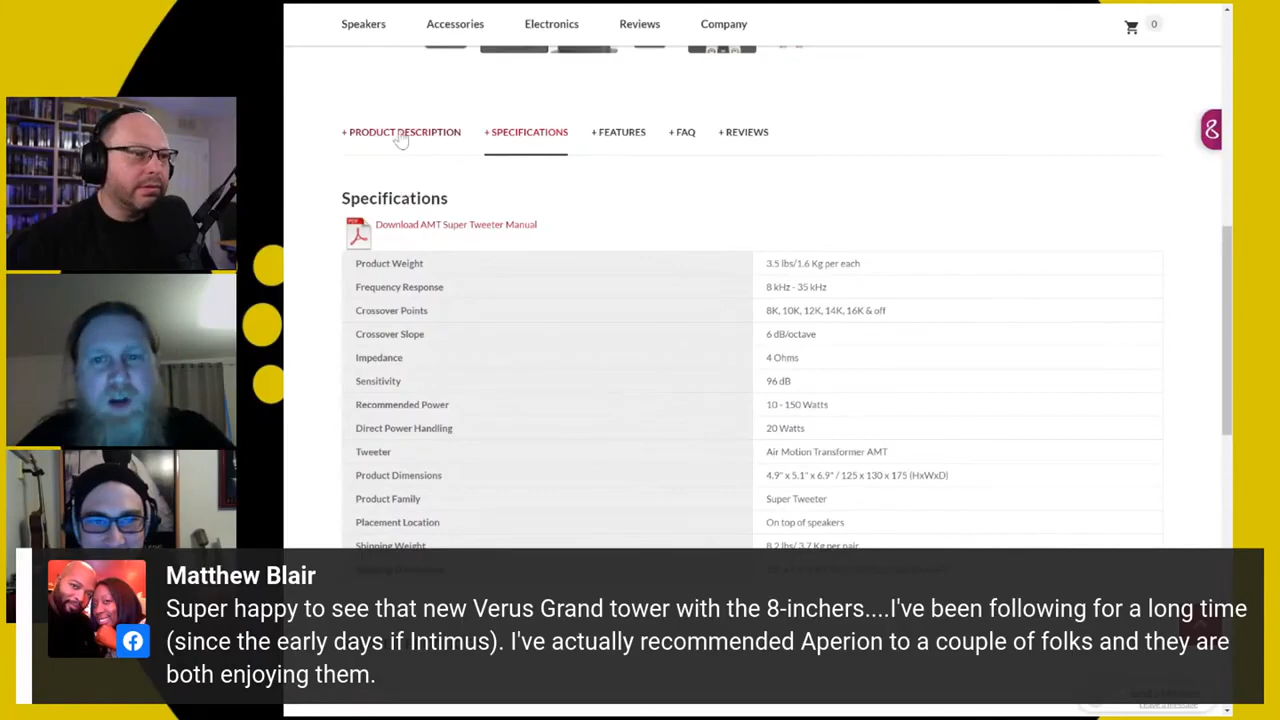 Speakers Accessories Electronics Reviews Company 0
+ PRODUCT DESCRIPTION + SPECIFICATIONS + FEATURES + FAQ + REVIEWS
Specifications
PDF Download AMT Super Tweeter Manual
Product Weight 3.5 lbs/1.6 Kg per each
Frequency Response 8 kHz - 35 kHz
Crossover Points 8K, 10K, 12K, 14K, 16K & off
Crossover Slope 6 dB/octave
Impedance 4 Ohms
Sensitivity 96 dB
Recommended Power 10 - 150 Watts
Direct Power Handling 20 Watts
Tweeter Air Motion Transformer AMT
Product Dimensions 4.9" x 5.1" x 6.9" / 125 x 130 x 175 (HxWxD)
Product Family Super Tweeter
Placement Location On top of speakers
Shipping Weight 8.2 lbs/ 3.7 Kg per pair
Matthew Blair
Super happy to see that new Verus Grand tower with the 8-inchers....I've been following for a long time
(since the early days if Intimus). I've actually recommended Aperion to a couple of folks and they are
both enjoying them.
Leave a message